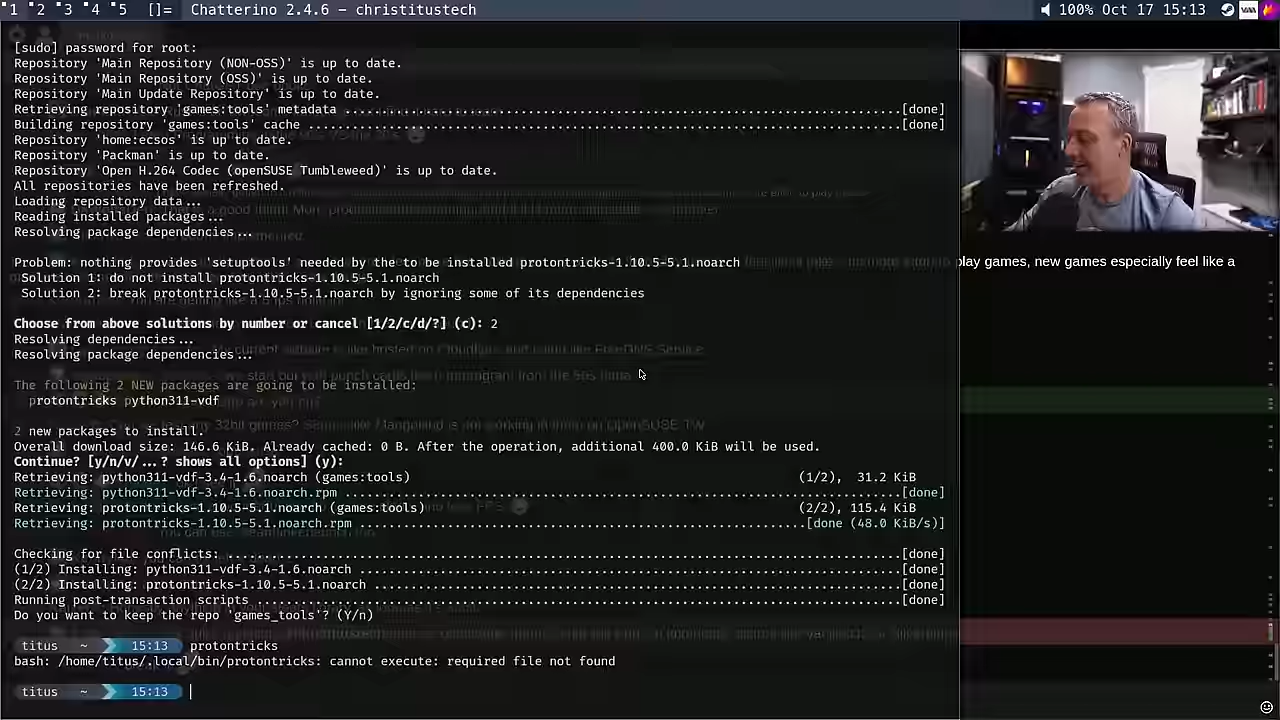 1 2 3 4 5 []= Chatterino 2.4.6 - christitustech 100% Oct 17 15:13
[sudo] password for root:
Repository 'Main Repository (NON-OSS)' is up to date.
Repository 'Main Repository (OSS)' is up to date.
Repository 'Main Update Repository' is up to date.
Retrieving repository 'games:tools' metadata ................................................................................[done]
Building repository 'games:tools' cache .....................................................................................[done]
Repository 'home:ecsos' is up to date.
Repository 'Packman' is up to date.
Repository 'Open H.264 Codec (openSUSE Tumbleweed)' is up to date.
All repositories have been refreshed.
Loading repository data...
Reading installed packages...
Resolving package dependencies...
Problem: nothing provides 'setuptools' needed by the to be installed protontricks-1.10.5-5.1.noarch
play games, new games especially feel like a
Solution 1: do not install protontricks-1.10.5-5.1.noarch
Solution 2: break protontricks-1.10.5-5.1.noarch by ignoring some of its dependencies
Choose from above solutions by number or cancel [1/2/c/d/?] (c): 2
Resolving dependencies...
Resolving package dependencies...
The following 2 NEW packages are going to be installed:
protontricks python311-vdf
2 new packages to install.
Overall download size: 146.6 KiB. Already cached: 0 B. After the operation, additional 400.0 KiB will be used.
Continue? [y/n/v/...? shows all options] (y):
Retrieving: python311-vdf-3.4-1.6.noarch (games:tools) (1/2), 31.2 KiB
Retrieving: python311-vdf-3.4-1.6.noarch.rpm ................................................................................[done]
Retrieving: protontricks-1.10.5-5.1.noarch (games:tools) (2/2), 115.4 KiB
Retrieving: protontricks-1.10.5-5.1.noarch.rpm .................................................................[done (48.0 KiB/s)]
Checking for file conflicts: ................................................................................................[done]
(1/2) Installing: python311-vdf-3.4-1.6.noarch ..............................................................................[done]
(2/2) Installing: protontricks-1.10.5-5.1.noarch ............................................................................[done]
Running post-transaction scripts ............................................................................................[done]
Do you want to keep the repo 'games_tools'? (Y/n)
titus ~ 15:13 protontricks
bash: /home/titus/.local/bin/protontricks: cannot execute: required file not found
titus ~ 15:13